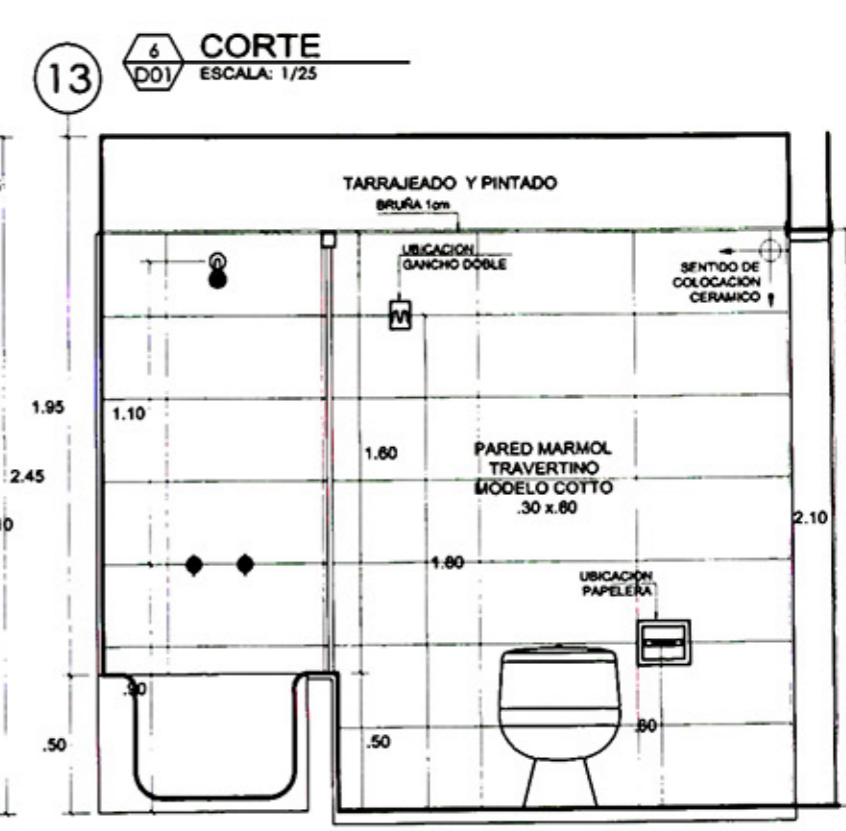 13
6
D01
CORTE
ESCALA: 1/25
TARRAJEADO Y PINTADO
BRUÑA 1cm
UBICACION
GANCHO DOBLE
SENTIDO DE
COLOCACION
CERAMICO
1.95
1.10
2.45
1.60
PARED MARMOL
TRAVERTINO
MODELO COTTO
.30 x.60
2.10
1.80
UBICACION
PAPELERA
.90
.50
.50
.60